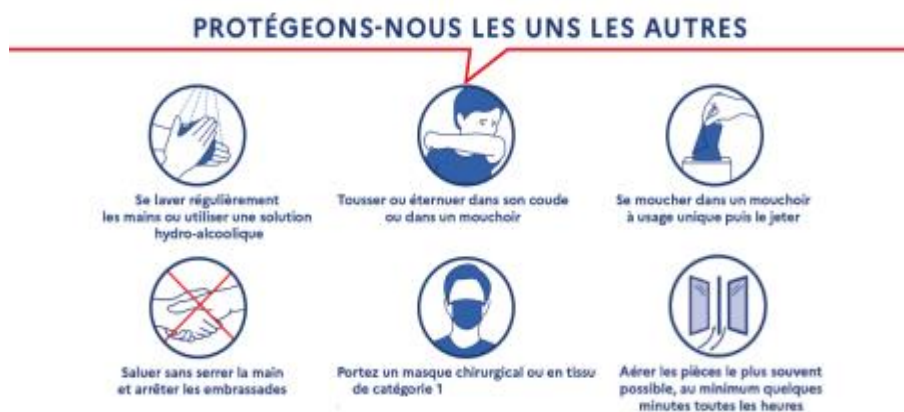 PROTÉGEONS-NOUS LES UNS LES AUTRES
Se laver régulièrement
les mains ou utiliser une solution
hydro-alcoolique
Tousser ou éternuer dans son coude
ou dans un mouchoir
Se moucher dans un mouchoir
à usage unique puis le jeter
Saluer sans serrer la main
et arrêter les embrassades
Portez un masque chirurgical ou en tissu
de catégorie 1
Aérer les pièces le plus souvent
possible, au minimum quelques
minutes toutes les heures